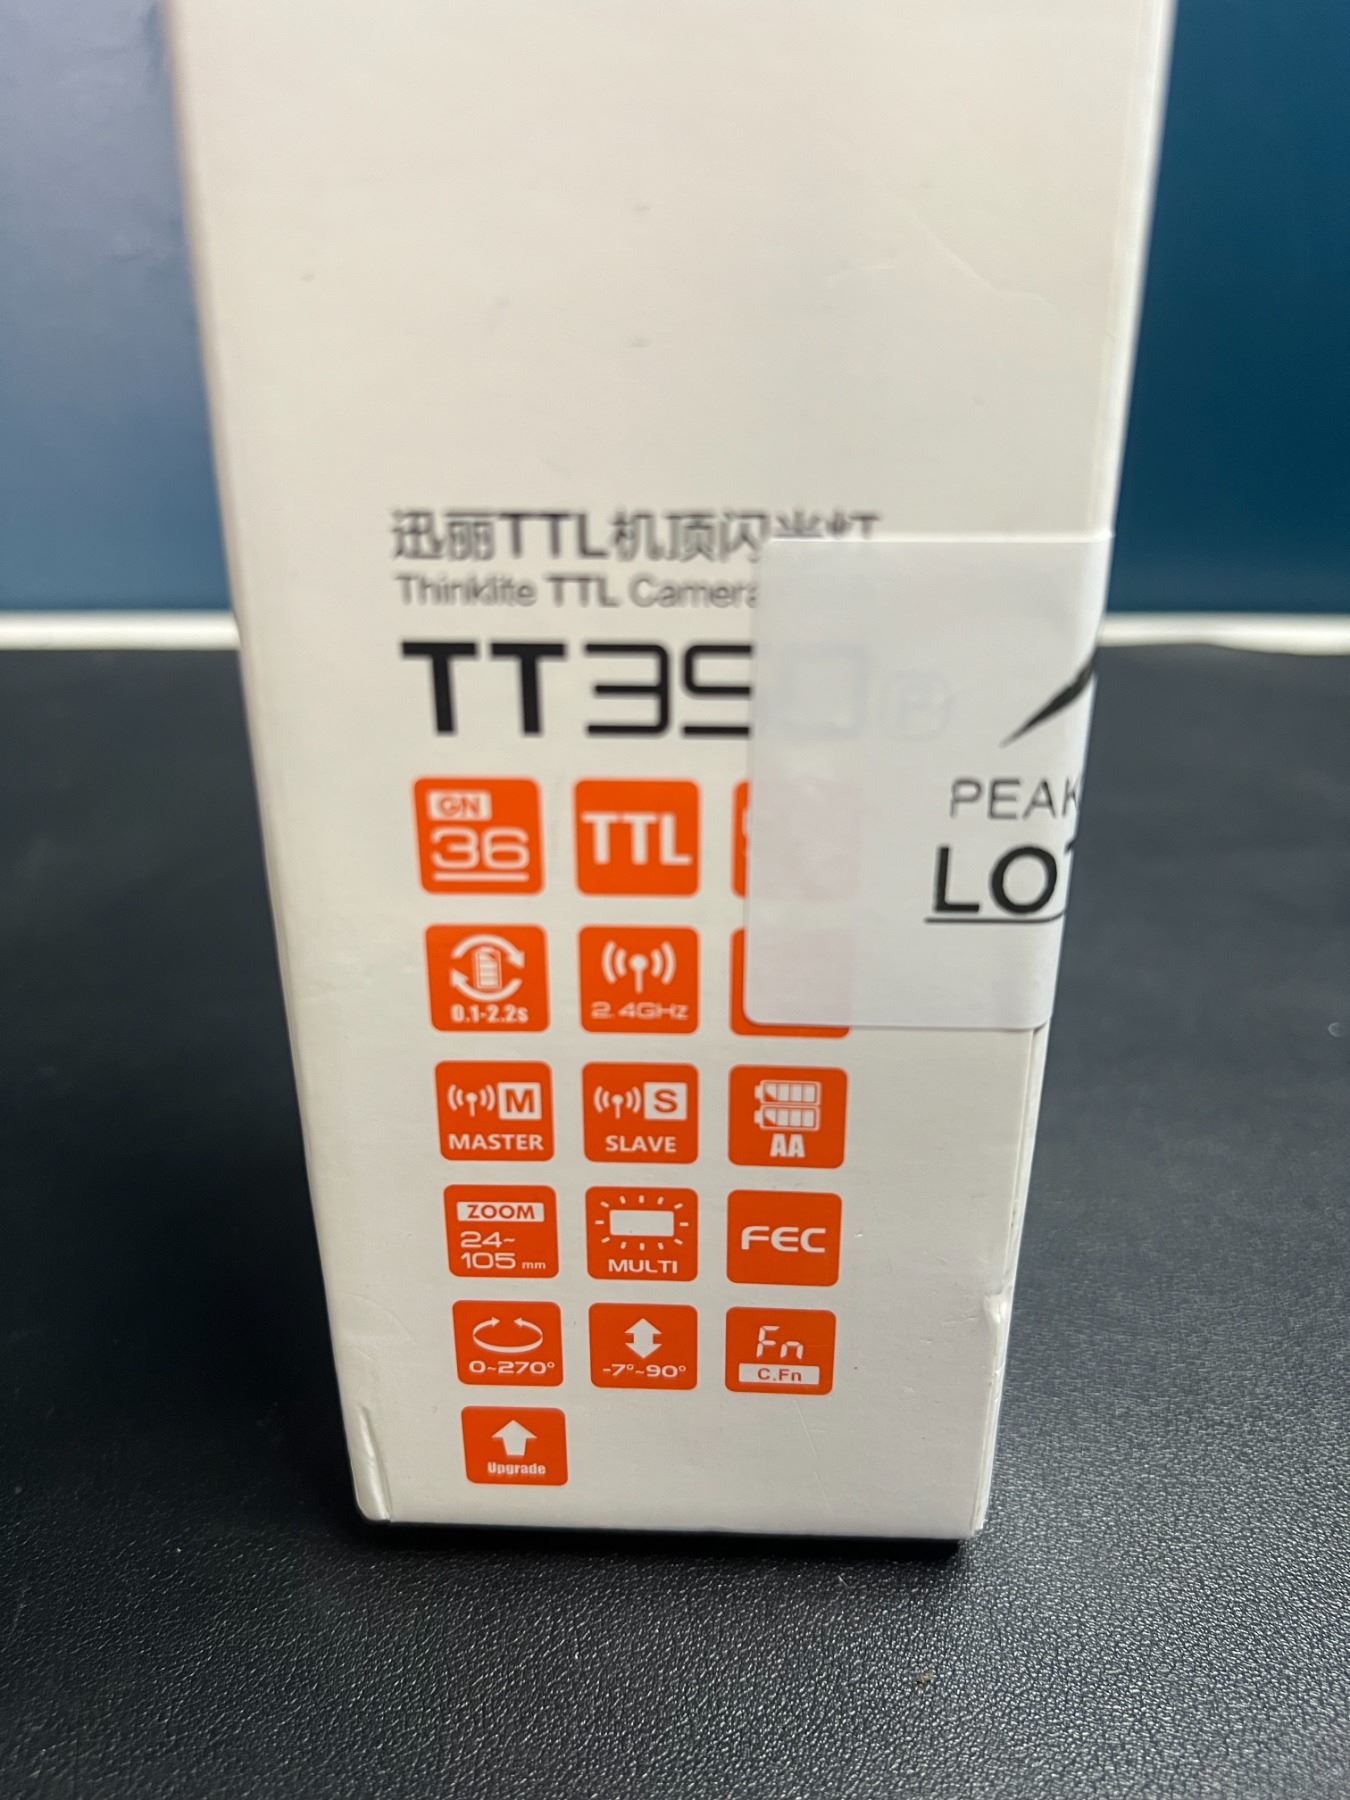 迅丽TTL机顶闪光灯
Thinklite TTL Camera
TT35
PEAK
LO
GN
36
TTL
0.1-2.2s
2.4GHz
M
MASTER
S
SLAVE
AA
ZOOM
24~
105 mm
MULTI
FEC
0~270°
-7°~90°
Fn
C.Fn
Upgrade